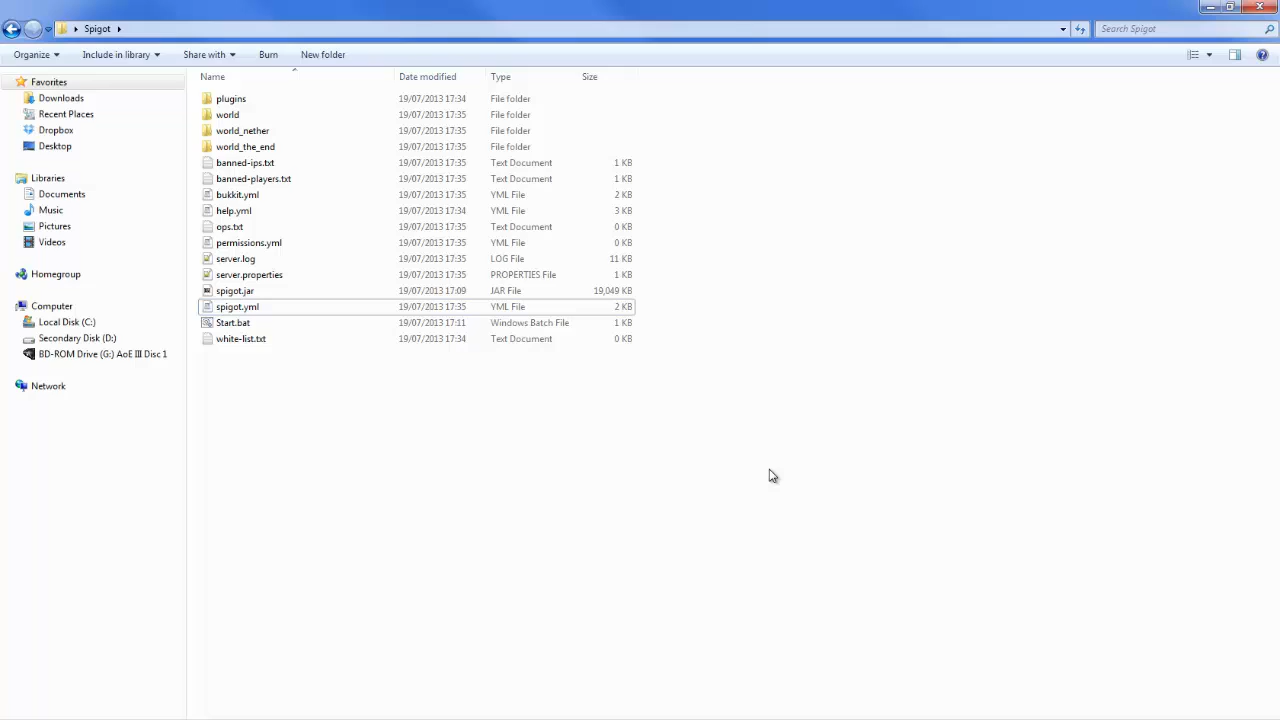 Spigot
Search Spigot
Organize Include in library Share with Burn New folder
Name Date modified Type Size
Favorites
Downloads
Recent Places
Dropbox
Desktop
Libraries
Documents
Music
Pictures
Videos
Homegroup
Computer
Local Disk (C:)
Secondary Disk (D:)
BD-ROM Drive (G:) AoE III Disc 1
Network
plugins 19/07/2013 17:34 File folder
world 19/07/2013 17:35 File folder
world_nether 19/07/2013 17:35 File folder
world_the_end 19/07/2013 17:35 File folder
banned-ips.txt 19/07/2013 17:35 Text Document 1 KB
banned-players.txt 19/07/2013 17:35 Text Document 1 KB
bukkit.yml 19/07/2013 17:35 YML File 2 KB
help.yml 19/07/2013 17:34 YML File 3 KB
ops.txt 19/07/2013 17:35 Text Document 0 KB
permissions.yml 19/07/2013 17:35 YML File 0 KB
server.log 19/07/2013 17:35 LOG File 11 KB
server.properties 19/07/2013 17:35 PROPERTIES File 1 KB
spigot.jar 19/07/2013 17:09 JAR File 19,049 KB
spigot.yml 19/07/2013 17:35 YML File 2 KB
Start.bat 19/07/2013 17:11 Windows Batch File 1 KB
white-list.txt 19/07/2013 17:34 Text Document 0 KB